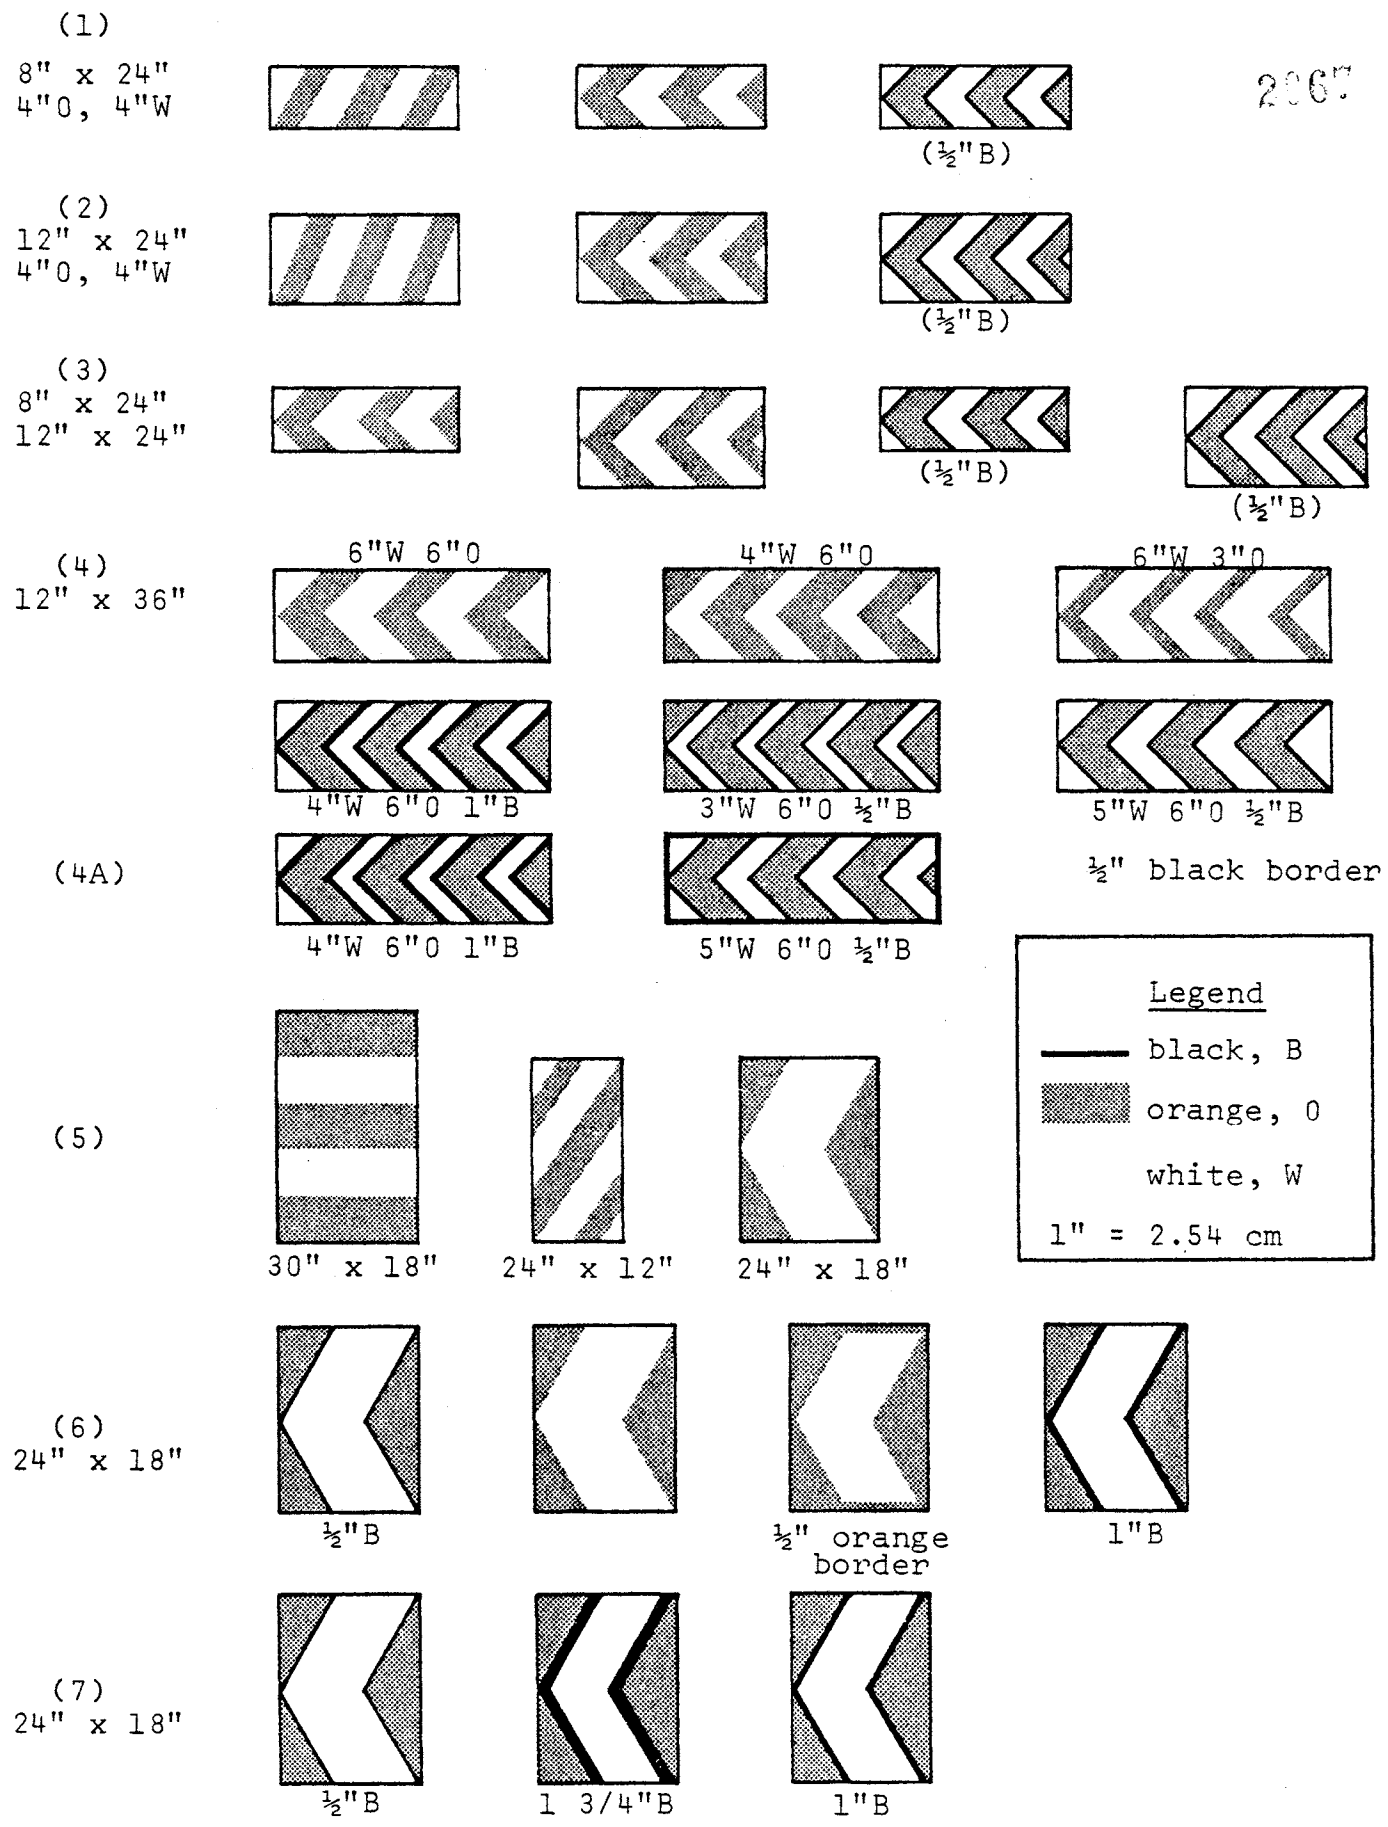 (1)
8" x 24"
4"O, 4"W
(½"B)
(2)
12" x 24"
4"O, 4"W
(½"B)
(3)
8" x 24"
12" x 24"
(½"B)
(½"B)
(4)
12" x 36"
6"W 6"O
4"W 6"O
6"W 3"O
4"W 6"O 1"B
3"W 6"O ½"B
5"W 6"O ½"B
(4A)
½" black border
4"W 6"O 1"B
5"W 6"O ½"B
Legend
black, B
orange, O
white, W
1" = 2.54 cm
(5)
30" x 18"
24" x 12"
24" x 18"
(6)
24" x 18"
½"B
½" orange
border
1"B
(7)
24" x 18"
½"B
1 3/4"B
1"B